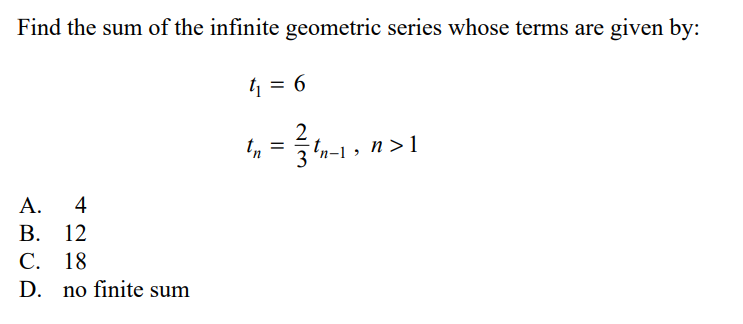 Find the sum of the infinite geometric series whose terms are given by:
t₁ = 6
tₙ = 2/3 tₙ₋₁ , n > 1
A. 4
B. 12
C. 18
D. no finite sum